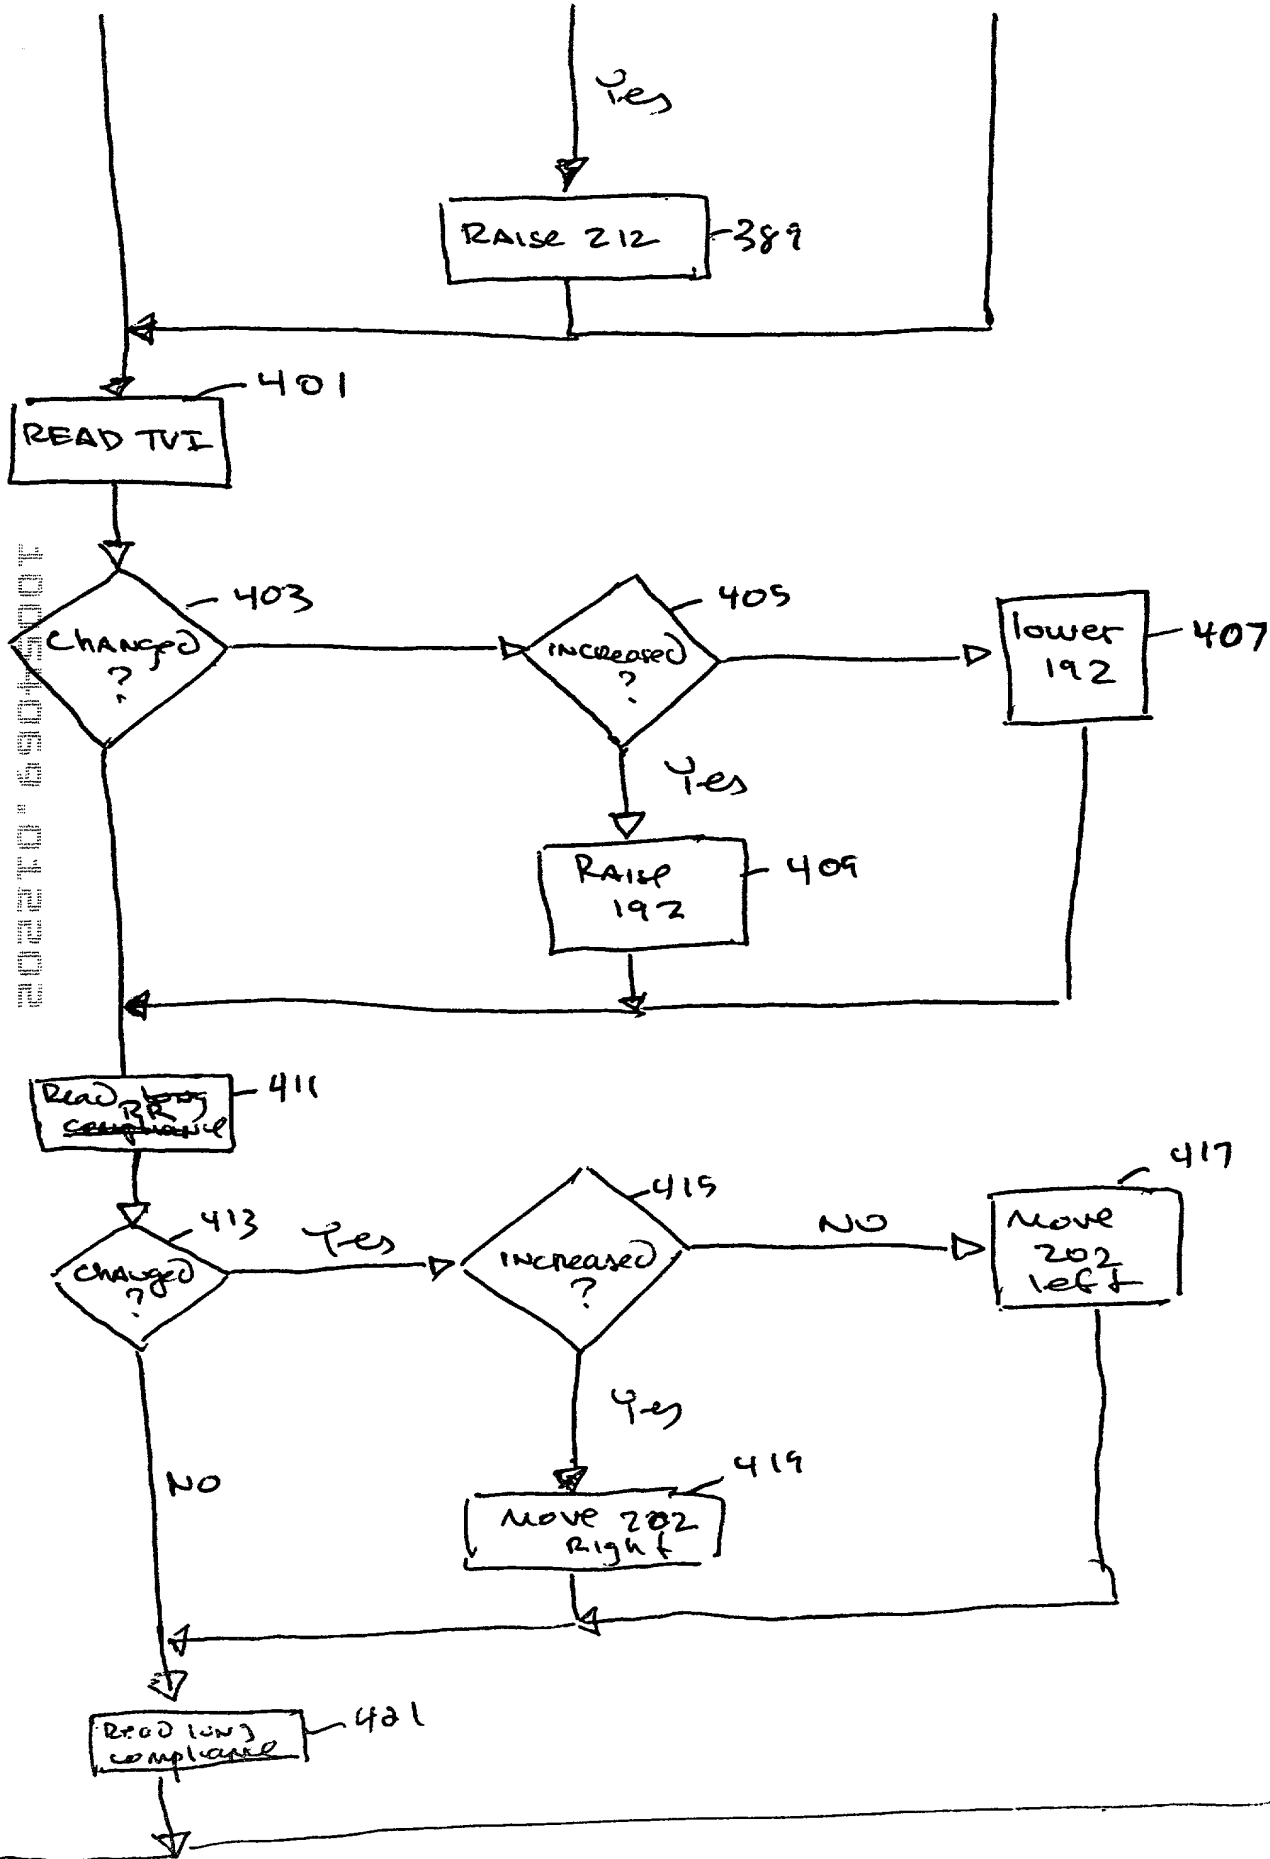 Yes
RAISE 212
389
401
READ TVI
403
CHANGED
?
405
INCREASED
?
lower
192
407
Yes
RAISE
192
409
411
Read long
RR
compliance
413
CHANGED
?
Yes
415
INCREASED
?
NO
417
Move
202
left
Yes
NO
419
Move 202
Right
421
READ lung
compliance